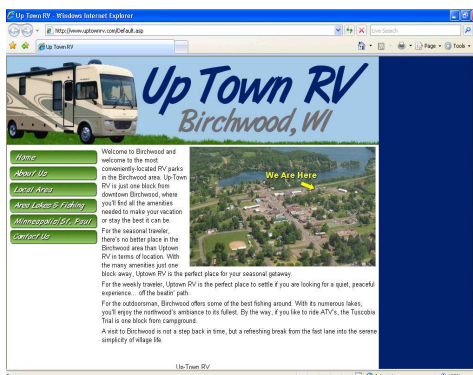 Up Town RV - Windows Internet Explorer
http://www.uptownrv.com/Default.asp
Live Search
Up Town RV
Page
Tools
Up Town RV
Birchwood, WI
Home
About Us
Local Area
Area Lakes & Fishing
Minneapolis/St. Paul
Contact Us
Welcome to Birchwood and
welcome to the most
conveniently-located RV parks
in the Birchwood area. Up-Town
RV is just one block from
downtown Birchwood, where
you'll find all the amenities
needed to make your vacation
or stay the best it can be.
We Are Here
For the seasonal traveler,
there's no better place in the
Birchwood area than Uptown
RV in terms of location. With
the many amenities just one
block away, Uptown RV is the perfect place for your seasonal getaway.
For the weekly traveler, Uptown RV is the perfect place to settle if you are looking for a quiet, peaceful
experience... off the beatin' path.
For the outdoorsman, Birchwood offers some of the best fishing around. With its numerous lakes,
you'll enjoy the northwood's ambiance to its fullest. By the way, if you like to ride ATV's, the Tuscobia
Trial is one block from campground.
A visit to Birchwood is not a step back in time, but a refreshing break from the fast lane into the serene
simplicity of village life.
Up-Town RV